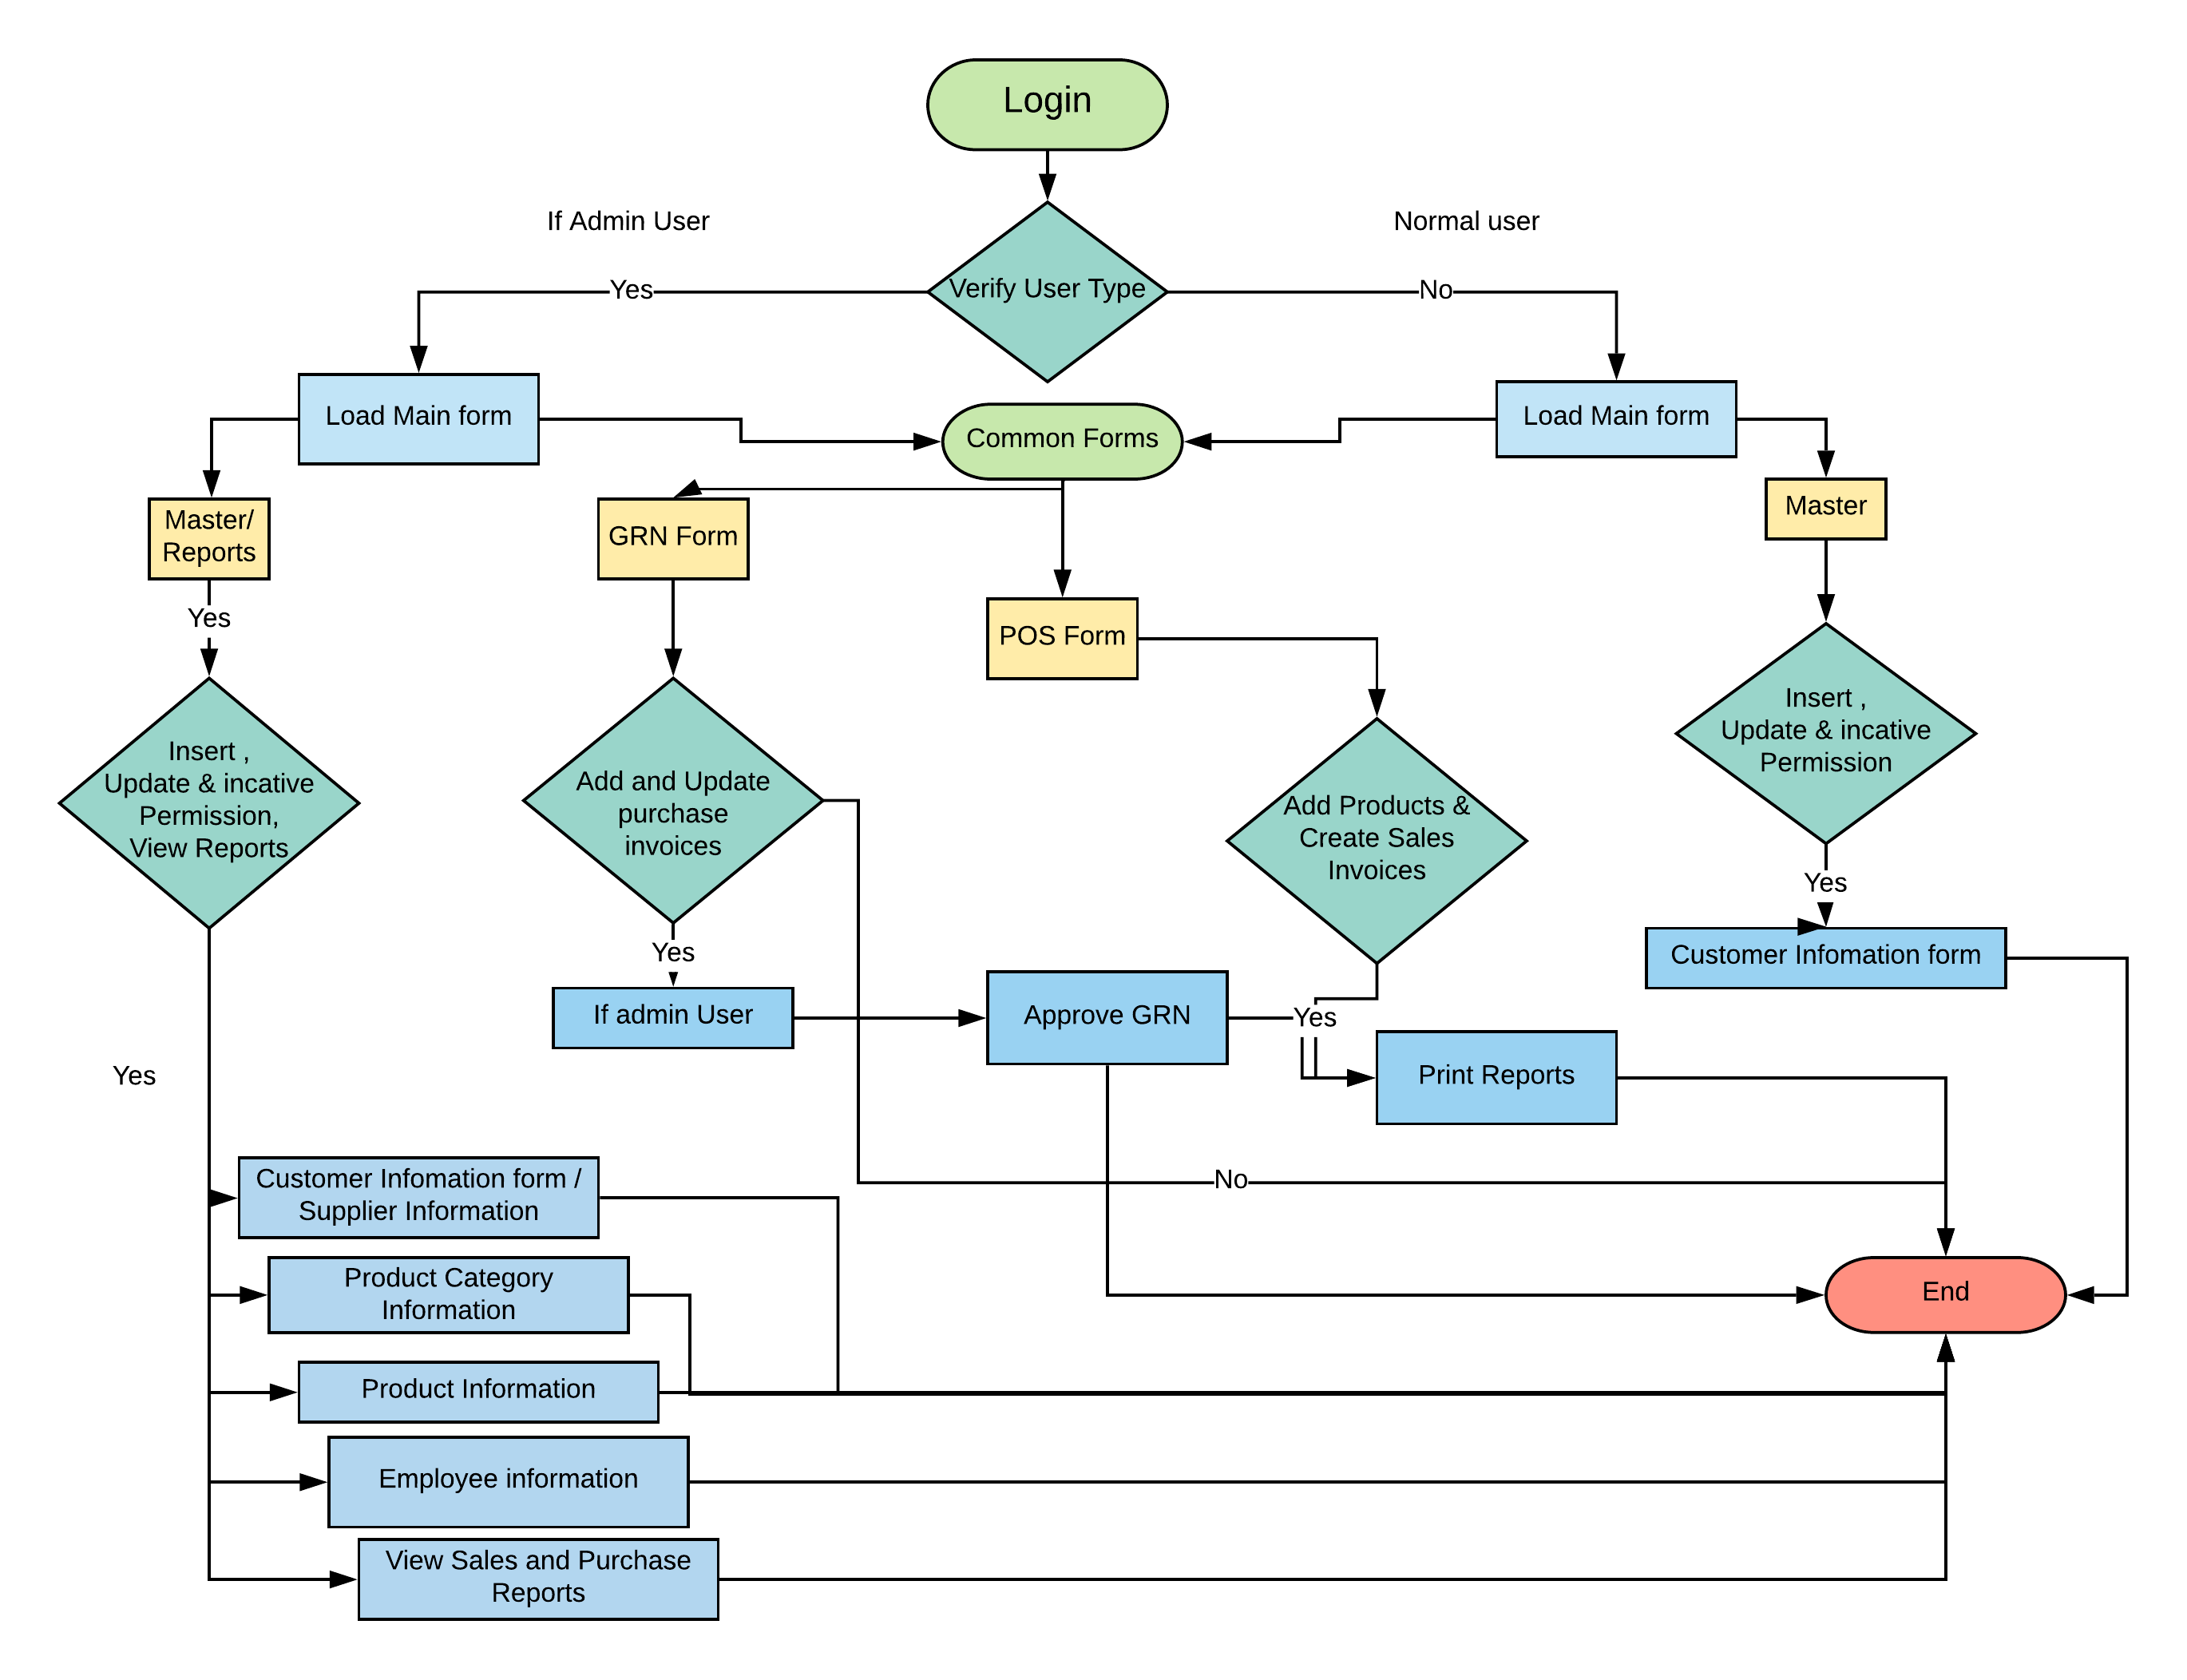 Login
If Admin User
Normal user
Verify User Type
Yes
No
Load Main form
Load Main form
Common Forms
Master/
Reports
GRN Form
Master
POS Form
Yes
Insert ,
Update & incative
Permission,
View Reports
Add and Update
purchase
invoices
Add Products &
Create Sales
Invoices
Insert ,
Update & incative
Permission
Yes
Yes
Customer Infomation form
If admin User
Approve GRN
Yes
Print Reports
Yes
No
Customer Infomation form /
Supplier Information
Product Category
Information
End
Product Information
Employee information
View Sales and Purchase
Reports